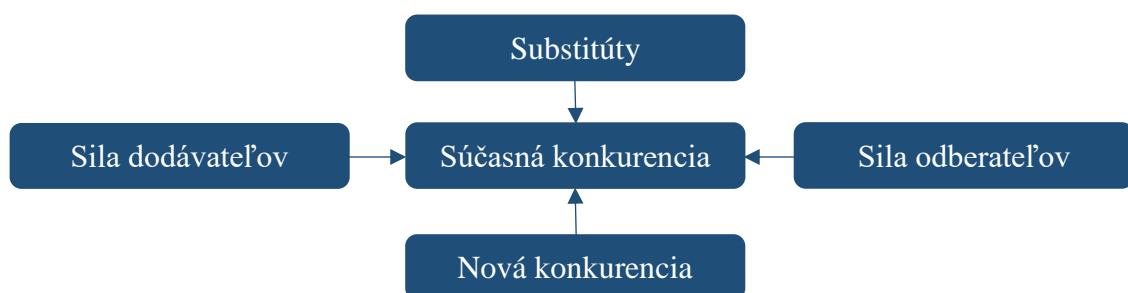 Substitúty
Sila dodávateľov
Súčasná konkurencia
Sila odberateľov
Nová konkurencia